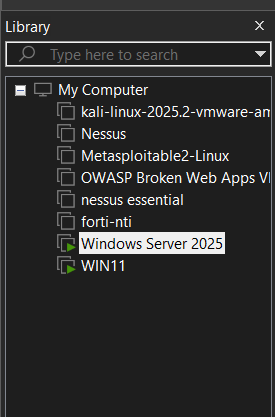 Library
Type here to search
My Computer
kali-linux-2025.2-vmware-am
Nessus
Metasploitable2-Linux
OWASP Broken Web Apps
nessus essential
forti-nti
Windows Server 2025
WIN11